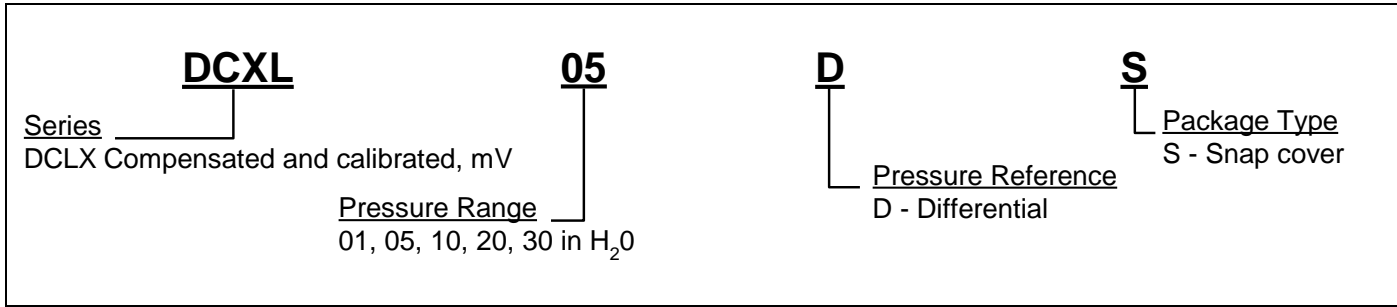 DCXL 05 D S
Series
DCLX Compensated and calibrated, mV
Pressure Range
01, 05, 10, 20, 30 in H₂0
Pressure Reference
D - Differential
Package Type
S - Snap cover